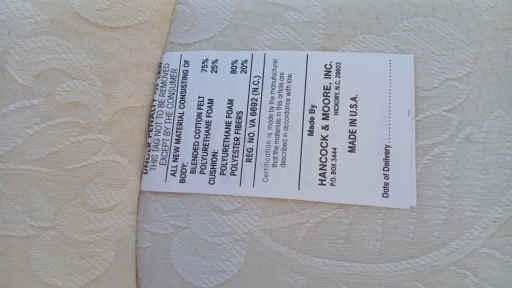 UNDER PENALTY OF LAW
THIS TAG NOT TO BE REMOVED
EXCEPT BY THE CONSUMER
ALL NEW MATERIAL CONSISTING OF
BODY:
BLENDED COTTON FELT 75%
POLYURETHANE FOAM 25%
CUSHION:
POLYURETHANE FOAM 80%
POLYESTER FIBERS 20%
REG. NO. VA 6692 (N.C.)
Certification is made by the manufacturer
that the materials in this article are
described in accordance with law.
Made By
HANCOCK & MOORE, INC.
P.O. BOX 3444 HICKORY, N.C. 28603
MADE IN U.S.A.
Date of Delivery